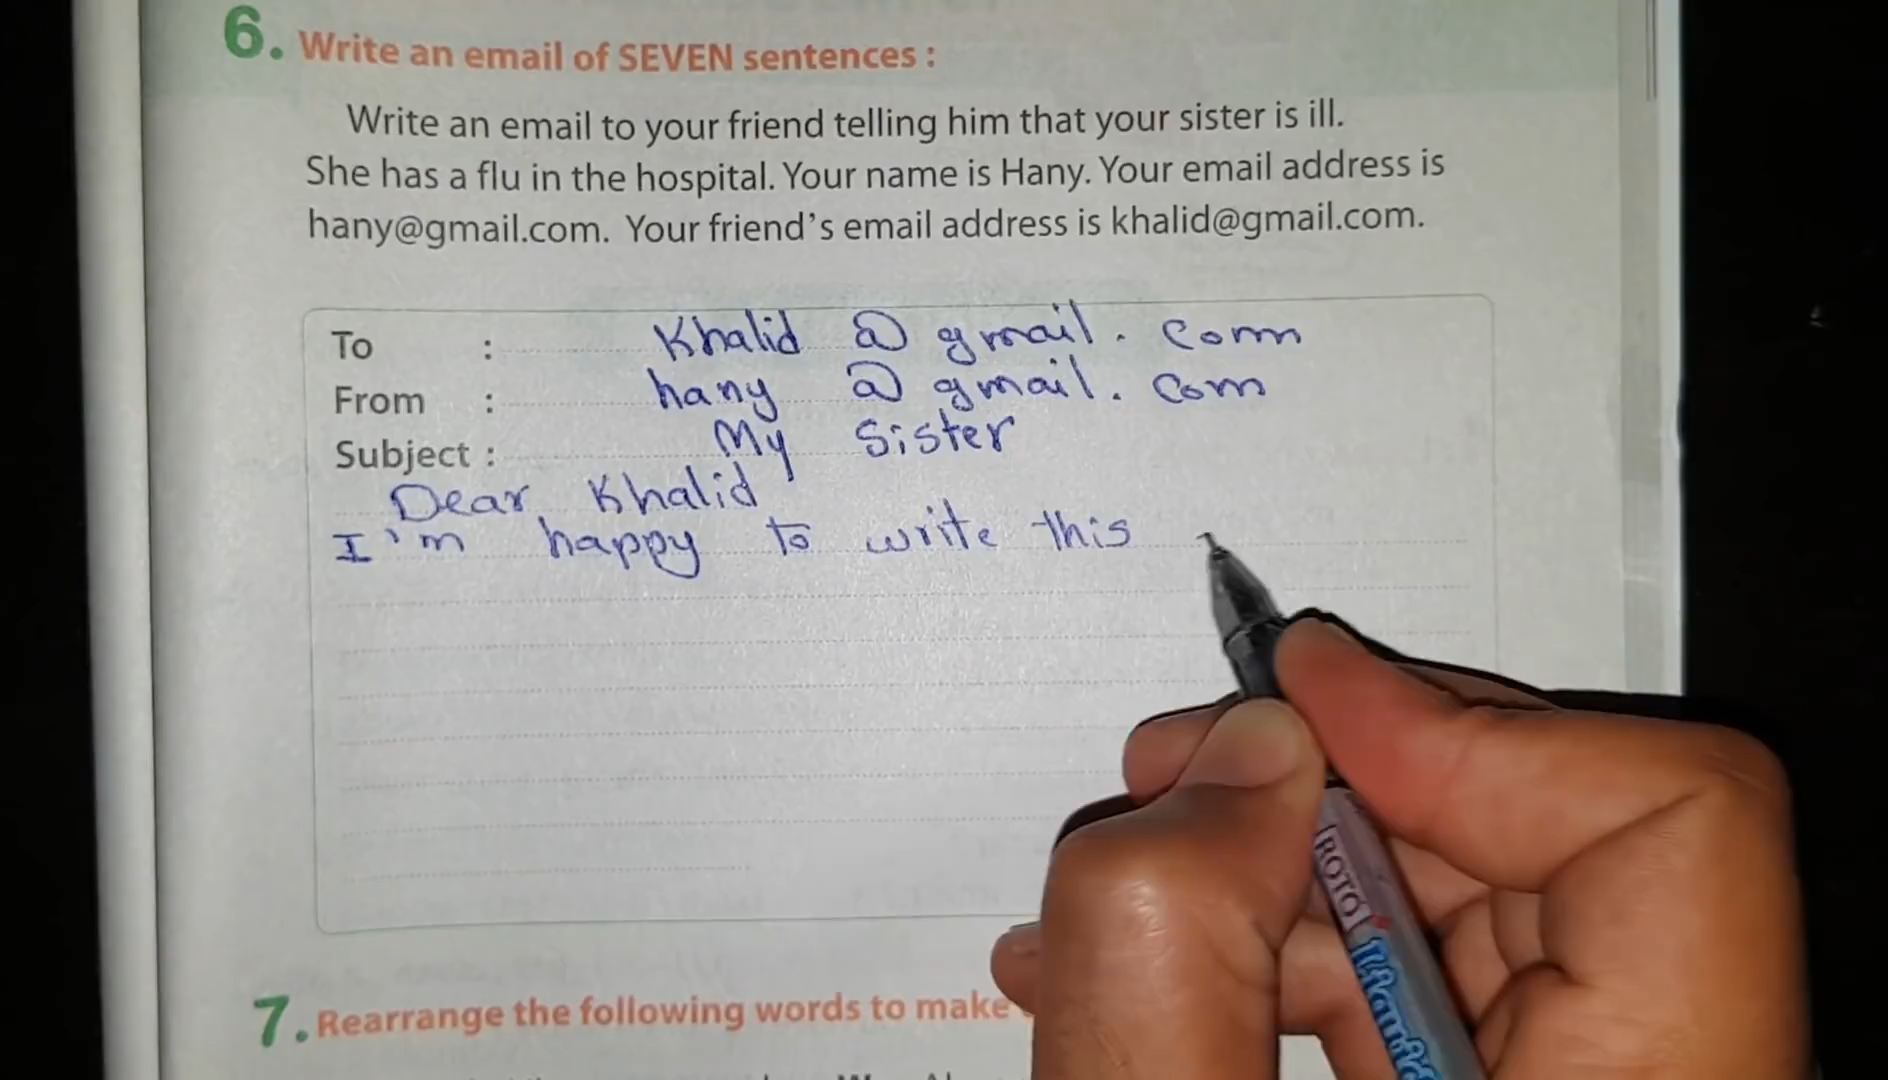 6. Write an email of SEVEN sentences :
Write an email to your friend telling him that your sister is ill.
She has a flu in the hospital. Your name is Hany. Your email address is
hany@gmail.com. Your friend's email address is khalid@gmail.com.
To : Khalid @ gmail. com
From : hany @ gmail. com
Subject : My Sister
Dear Khalid
I'm happy to write this
7. Rearrange the following words to make
ROTO